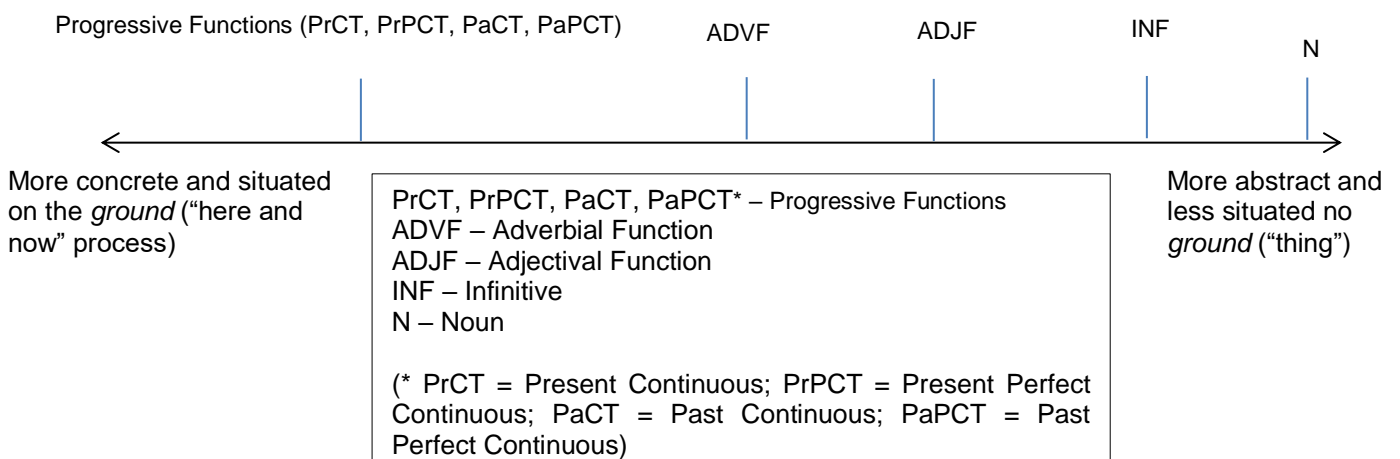 Progressive Functions (PrCT, PrPCT, PaCT, PaPCT)
ADVF
ADJF
INF
N
More concrete and situated
on the ground (“here and
now” process)
More abstract and
less situated no
ground (“thing”)
PrCT, PrPCT, PaCT, PaPCT* – Progressive Functions
ADVF – Adverbial Function
ADJF – Adjectival Function
INF – Infinitive
N – Noun
(* PrCT = Present Continuous; PrPCT = Present Perfect
Continuous; PaCT = Past Continuous; PaPCT = Past
Perfect Continuous)